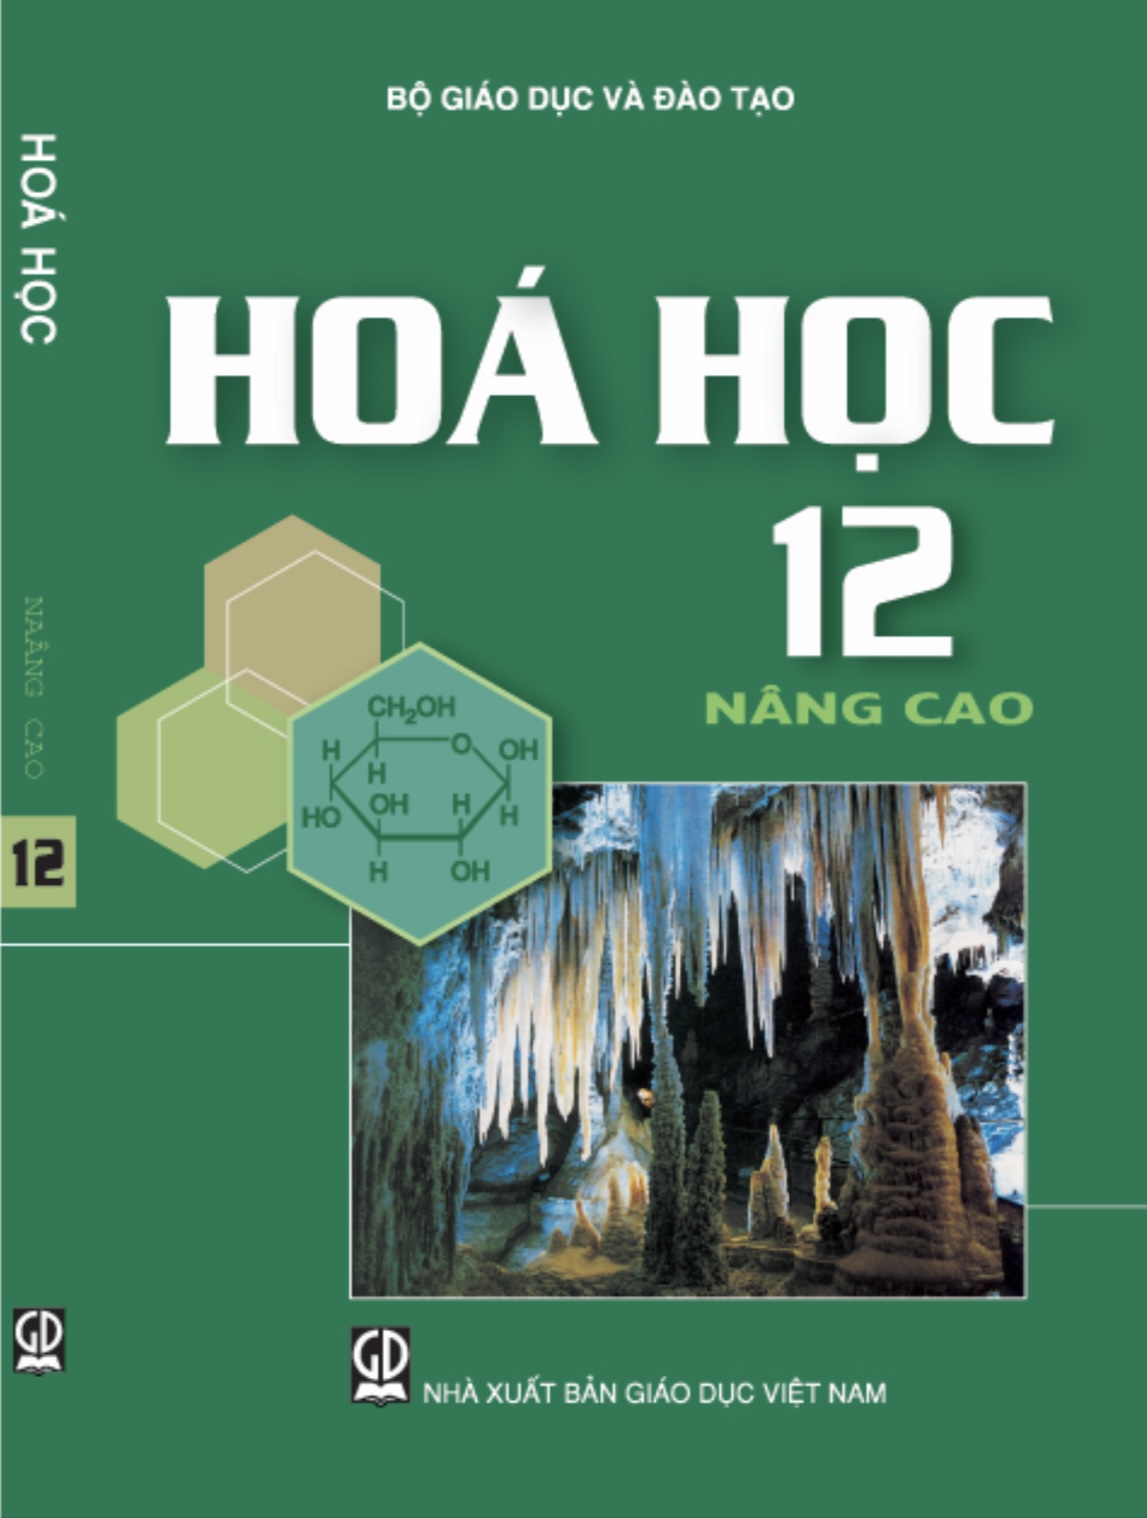 BỘ GIÁO DỤC VÀ ĐÀO TẠO
HOÁ HỌC
12
NÂNG CAO
CH₂OH
H
O
OH
H
HO
OH
H
H
H
OH
GD
NHÀ XUẤT BẢN GIÁO DỤC VIỆT NAM
HOÁ HỌC
NAÂNG CAO
12
GD